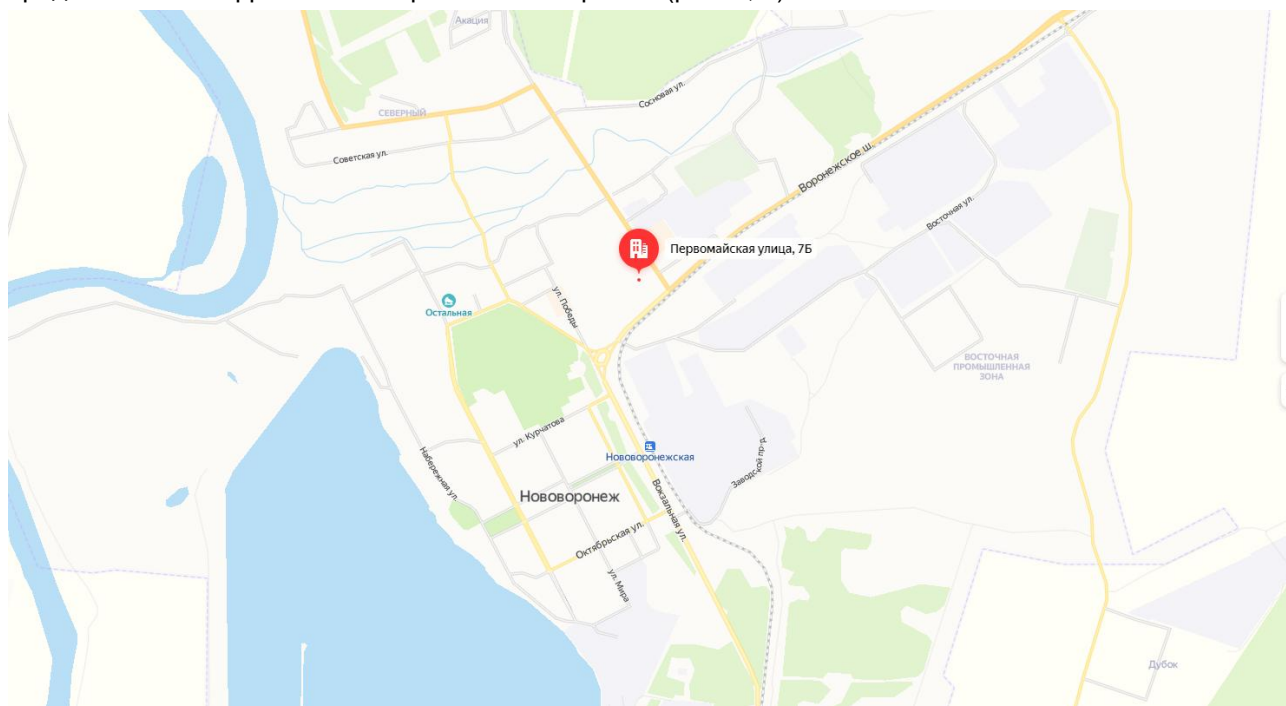 Акация
Сосновая ул.
СЕВЕРНЫЙ
Советская ул.
Воронежское ш.
Восточная ул.
Первомайская улица, 7Б
Остальная
ул. Победы
ВОСТОЧНАЯ
ПРОМЫШЛЕННАЯ
ЗОНА
ул. Курчатова
Нововоронежская
Набережная ул.
Заводской пр-д
Нововоронеж
Вокзальная ул.
Октябрьская ул.
ул. Мира
Дубок